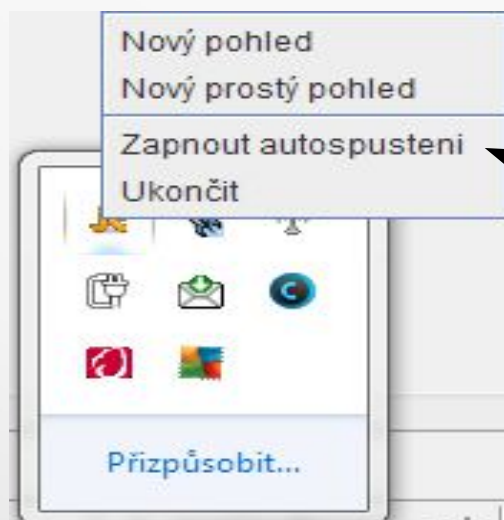 Nový pohled
Nový prostý pohled
Zapnout autospusteni
Ukončit
Přizpůsobit...